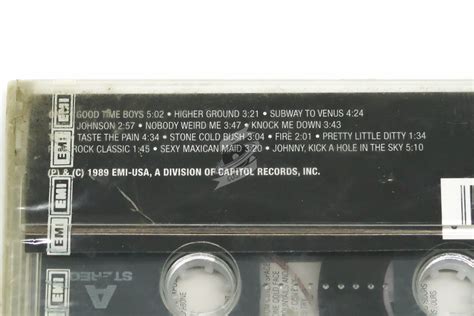 GOOD TIME BOYS 5:02 • HIGHER GROUND 3:21 • SUBWAY TO VENUS 4:24
JOHNSON 2:57 • NOBODY WEIRD ME 3:47 • KNOCK ME DOWN 3:43
TASTE THE PAIN 4:34 • STONE COLD BUSH 3:04 • FIRE 2:01 • PRETTY LITTLE DITTY 1:34
ROCK CLASSIC 1:45 • SEXY MAXICAN MAID 3:20 • JOHNNY, KICK A HOLE IN THE SKY 5:10
(P) & (C) 1989 EMI-USA, A DIVISION OF CAPITOL RECORDS, INC.
EMI
EMI
EMI
EMI
EMI
EMI
A
STEREO